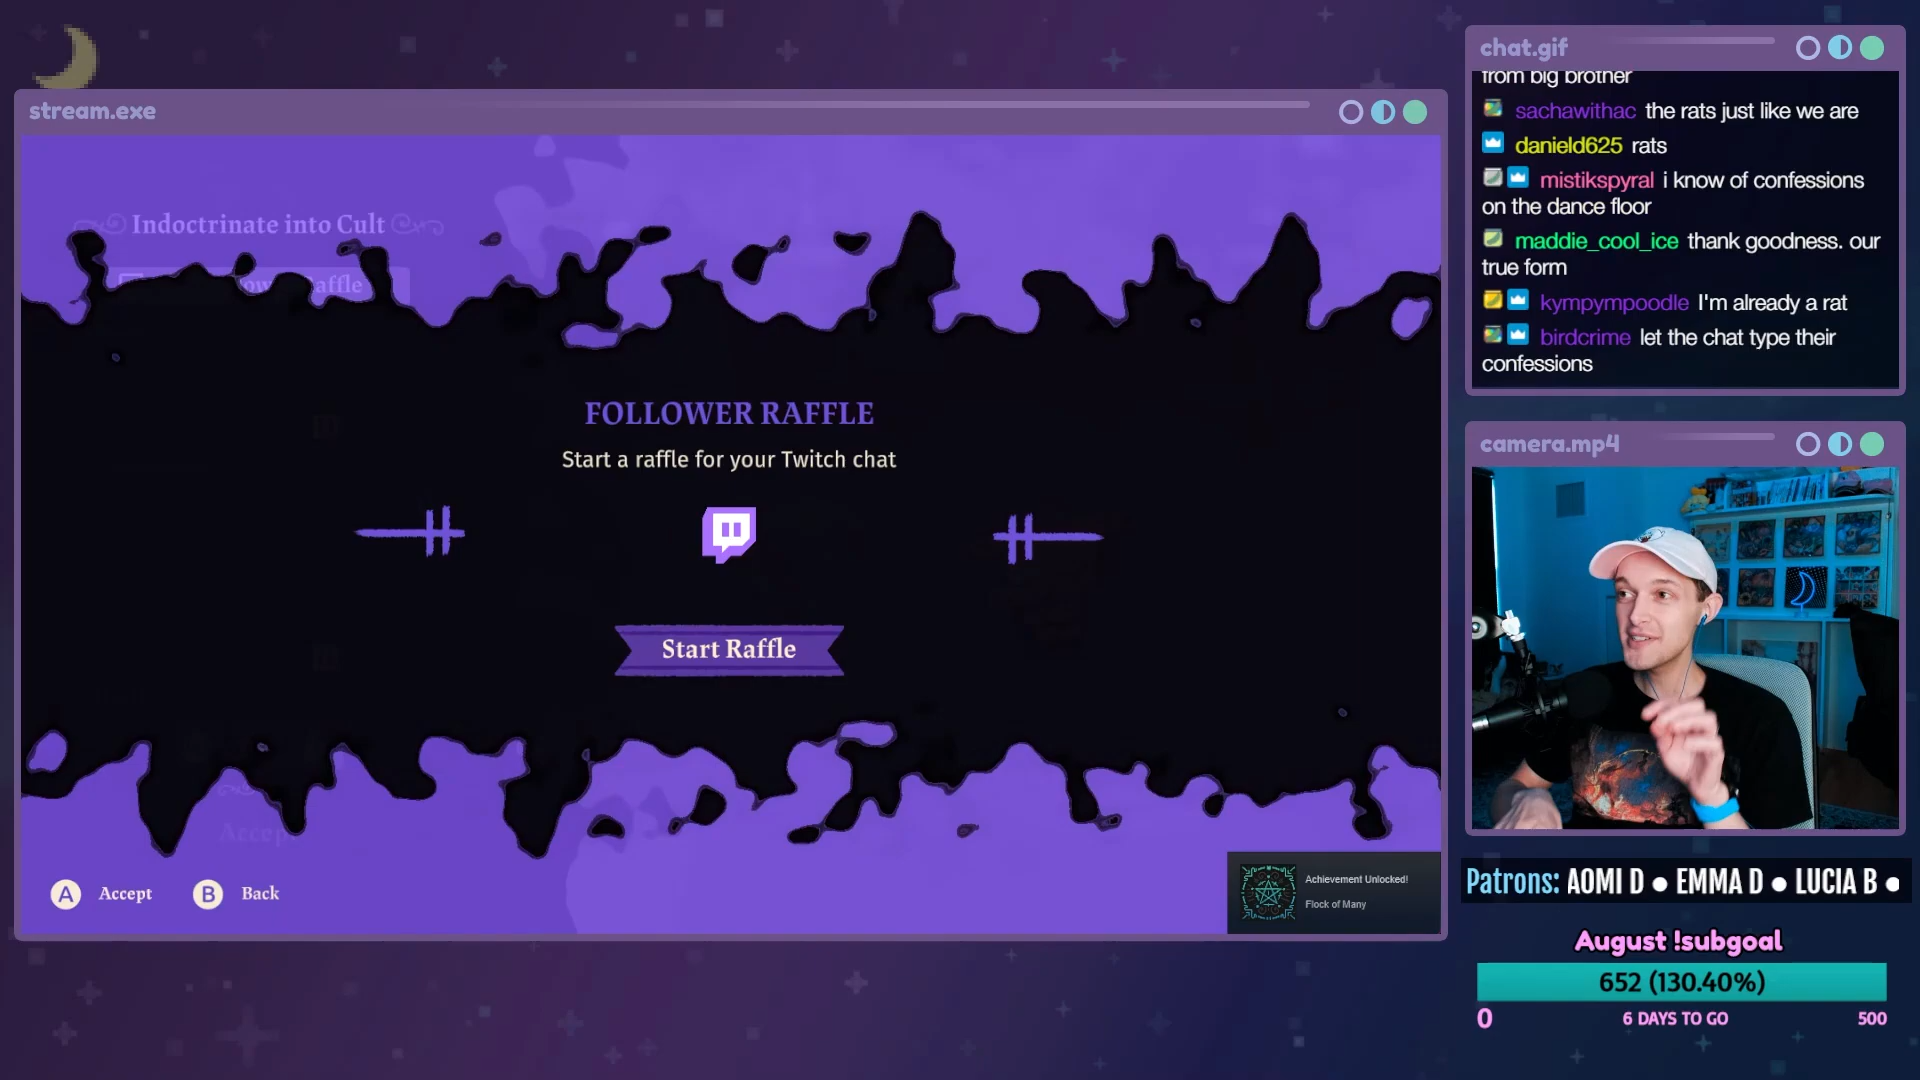 stream.exe
Indoctrinate into Cult
FOLLOWER RAFFLE
Start a raffle for your Twitch chat
Start Raffle
Accept
A Accept B Back
Achievement Unlocked!
Flock of Many
chat.gif
from big brother
sachawithac the rats just like we are
danield625 rats
mistikspyral i know of confessions
on the dance floor
maddie_cool_ice thank goodness. our
true form
kympympoodle I'm already a rat
birdcrime let the chat type their
confessions
camera.mp4
Patrons: AOMI D ● EMMA D ● LUCIA B ●
August !subgoal
652 (130.40%)
0 6 DAYS TO GO 500